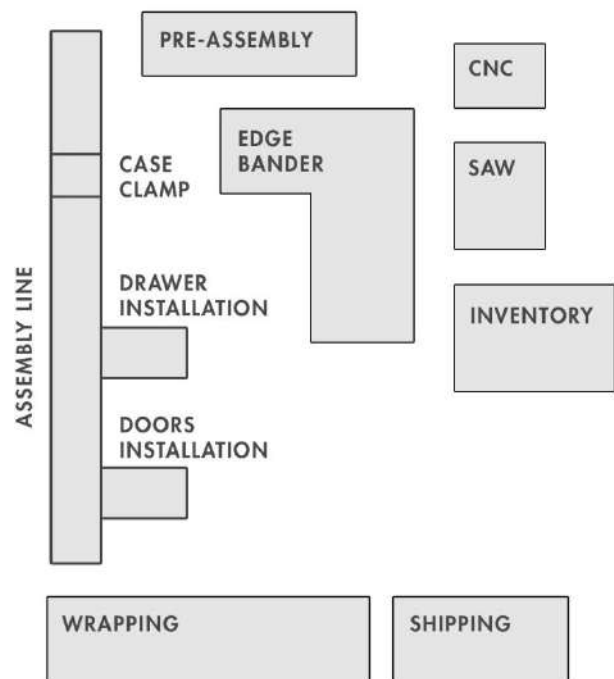 PRE-ASSEMBLY
CNC
EDGE
BANDER
SAW
CASE
CLAMP
DRAWER
INSTALLATION
INVENTORY
ASSEMBLY LINE
DOORS
INSTALLATION
WRAPPING
SHIPPING